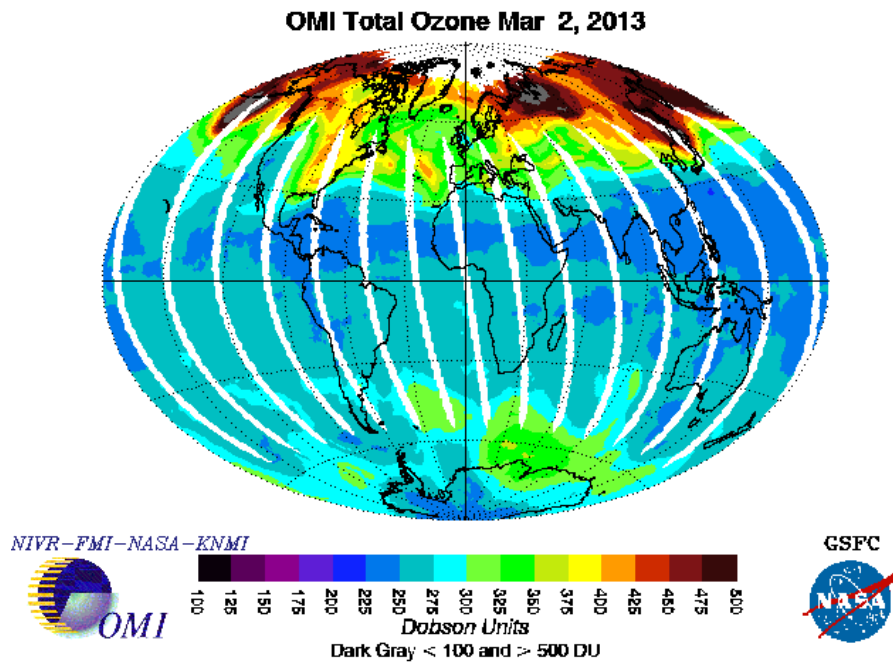 OMI Total Ozone Mar 2, 2013
NIVR-FMI-NASA-KNMI
GSFC
OMI
NASA
100 125 150 175 200 225 250 275 300 325 350 375 400 425 450 475 500
Dobson Units
Dark Gray < 100 and > 500 DU